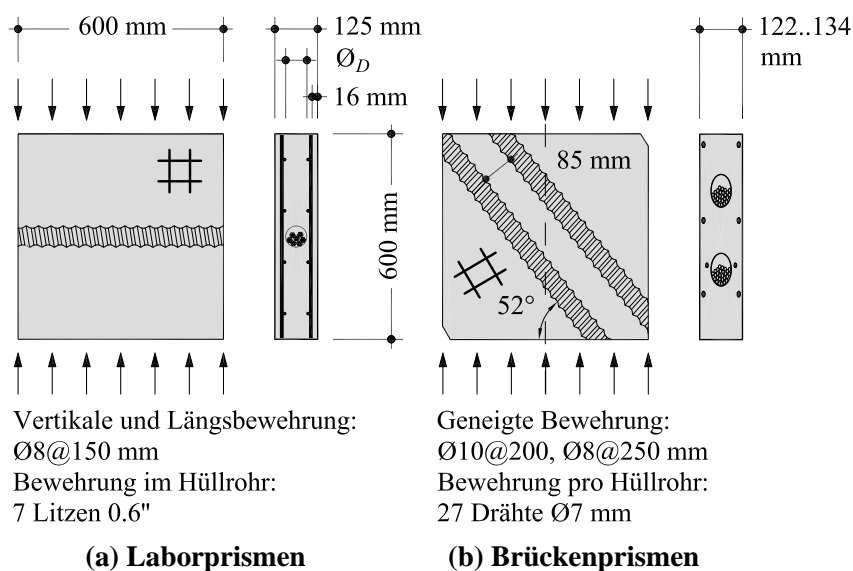 600 mm
125 mm
Ø_D
16 mm
600 mm
122..134
mm
85 mm
52°
Vertikale und Längsbewehrung:
Ø8@150 mm
Bewehrung im Hüllrohr:
7 Litzen 0.6"
(a) Laborprismen
Geneigte Bewehrung:
Ø10@200, Ø8@250 mm
Bewehrung pro Hüllrohr:
27 Drähte Ø7 mm
(b) Brückenprismen